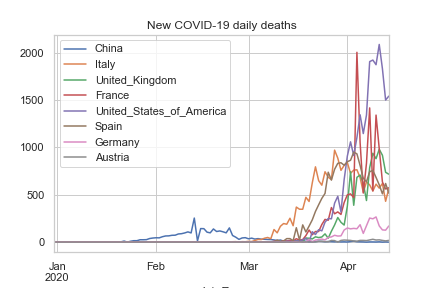 New COVID-19 daily deaths
China
Italy
United_Kingdom
France
United_States_of_America
Spain
Germany
Austria
2000
1500
1000
500
0
Jan
2020
Feb
Mar
Apr